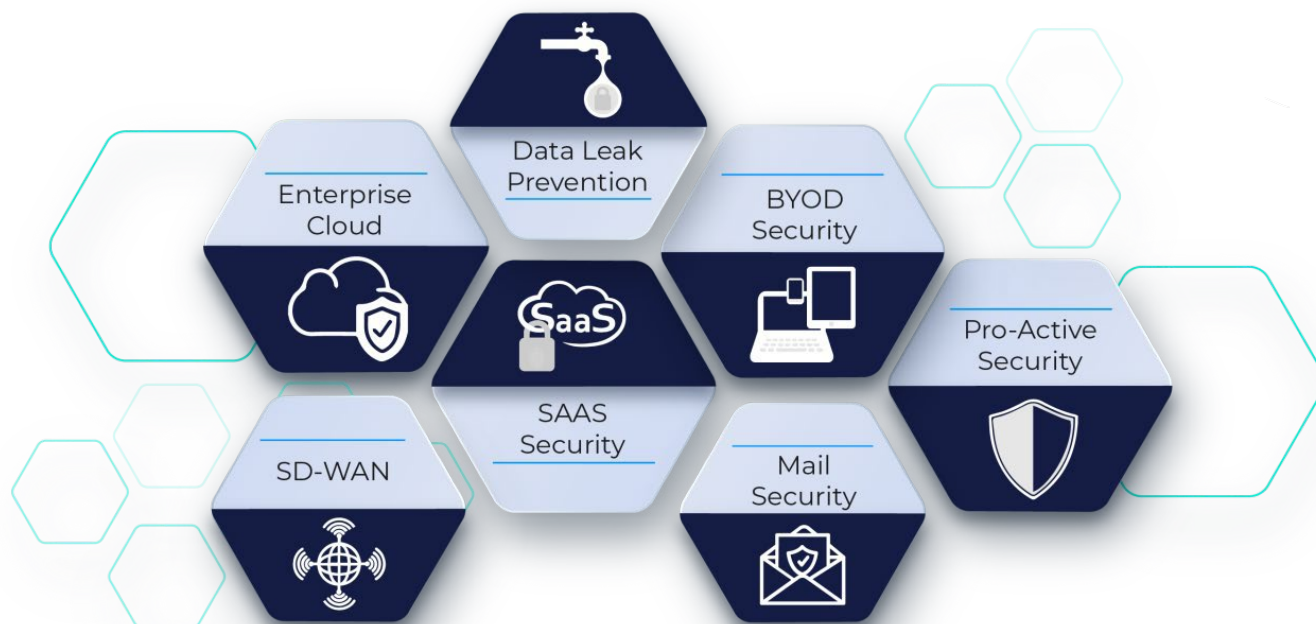 Data Leak
Prevention
Enterprise
Cloud
BYOD
Security
SaaS
SAAS
Security
Pro-Active
Security
SD-WAN
Mail
Security